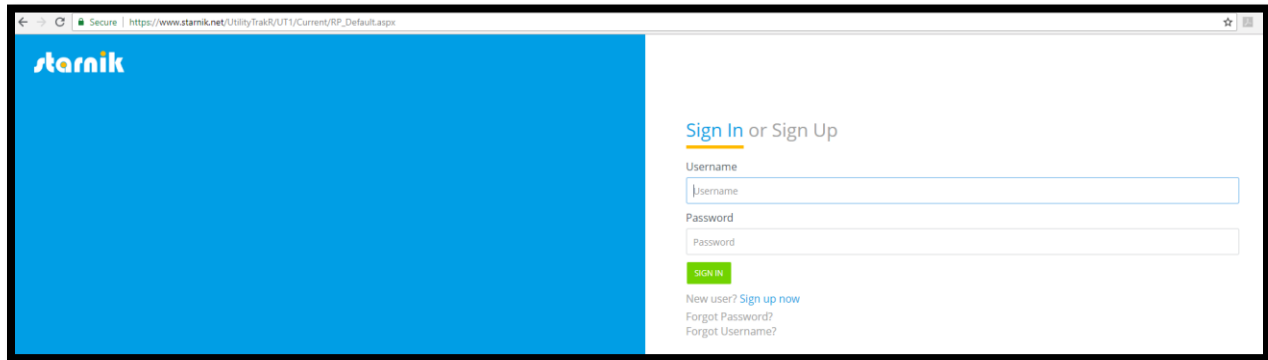 Secure | https://www.starnik.net/UtilityTrakR/UT1/Current/RP_Default.aspx
starnik
Sign In or Sign Up
Username
Username
Password
Password
SIGN IN
New user? Sign up now
Forgot Password?
Forgot Username?